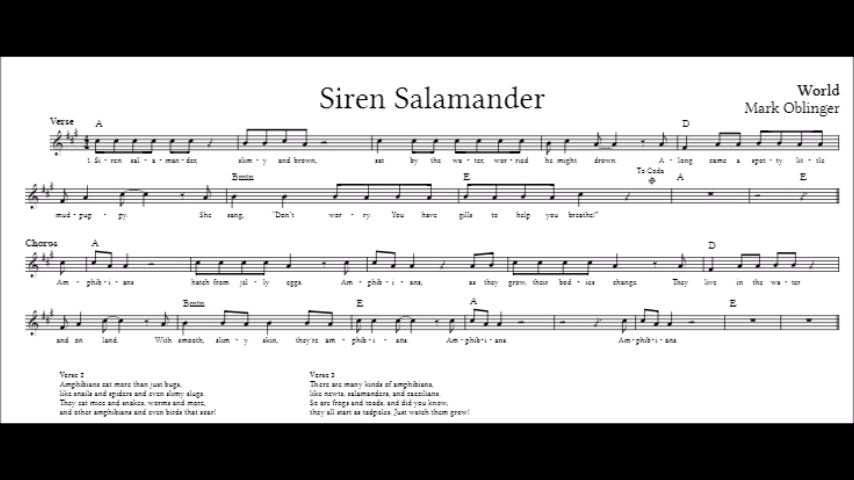 Siren Salamander
World
Mark Oblinger
Verse
A D
1. Si - ren sal - a - man - der, slim - y and brown, sat by the wa - ter, wor - ried he might drown. A - long came a spot - ty lit - tle
To Coda
Bmin E A E
mud - pup - py. She sang, "Don't wor - ry. You have gills to help you breathe!"
Chorus
A D
Am - phib - i - ans hatch from jel - ly eggs. Am - phib - i - ans, as they grow, their bod - ies change. They live in the wa - ter
Bmin E A E
and on land. With smooth, slim - y skin, they're am - phib - i - ans. Am - phib - i - ans. Am - phib - i - ans.
Verse 2
Amphibians eat more than just bugs,
like snails and spiders and even slimy slugs.
They eat mice and snakes, worms and more,
and other amphibians and even birds that soar!
Verse 3
There are many kinds of amphibians,
like newts, salamanders, and caecilians.
So are frogs and toads, and did you know,
they all start as tadpoles. Just watch them grow!